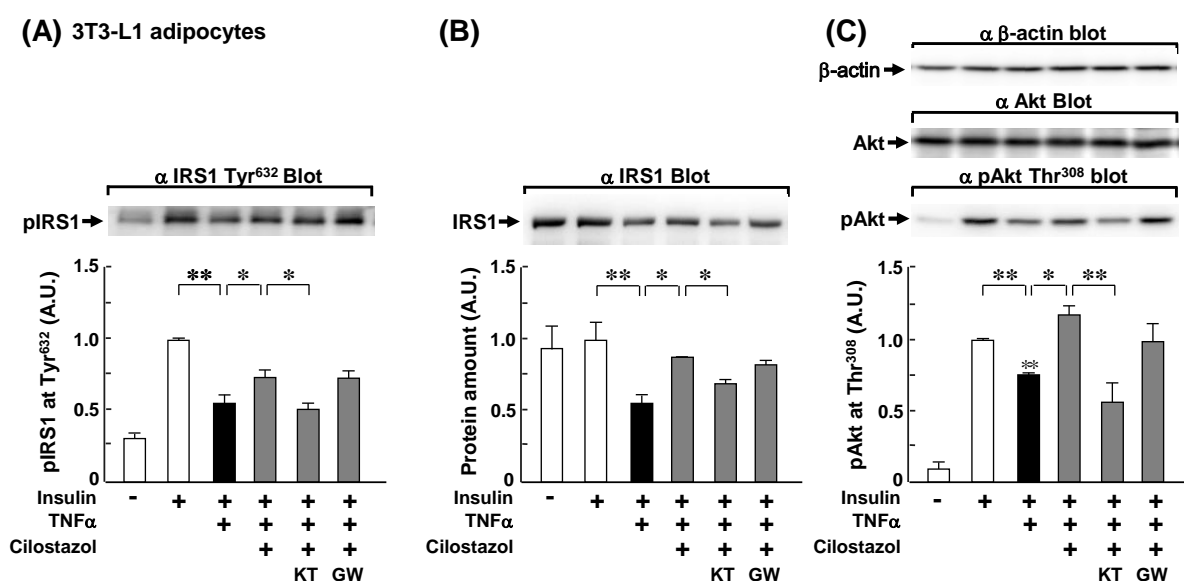 (A) 3T3-L1 adipocytes
α IRS1 Tyr⁶³² Blot
pIRS1
pIRS1 at Tyr⁶³² (A.U.)
1.5
1.0
0.5
0
** * *
Insulin - + + + + +
TNFα + + + +
Cilostazol + + +
KT GW
(B)
α IRS1 Blot
IRS1
Protein amount (A.U.)
1.5
1.0
0.5
0
** * *
Insulin - + + + + +
TNFα + + + +
Cilostazol + + +
KT GW
(C)
α β-actin blot
β-actin
α Akt Blot
Akt
α pAkt Thr³⁰⁸ blot
pAkt
pAkt at Thr³⁰⁸ (A.U.)
1.5
1.0
0.5
0
** * **
**
Insulin - + + + + +
TNFα + + + +
Cilostazol + + +
KT GW